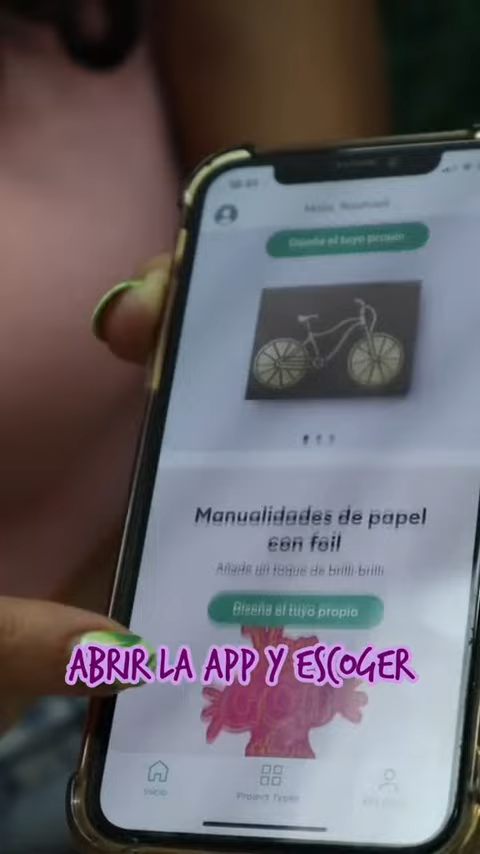 Diseña el tuyo propio
Manualidades de papel
con foil
Añade un toque de brilli-brilli
Diseña el tuyo propio
ABRIR LA APP Y ESCOGER
Inicio
Project Types